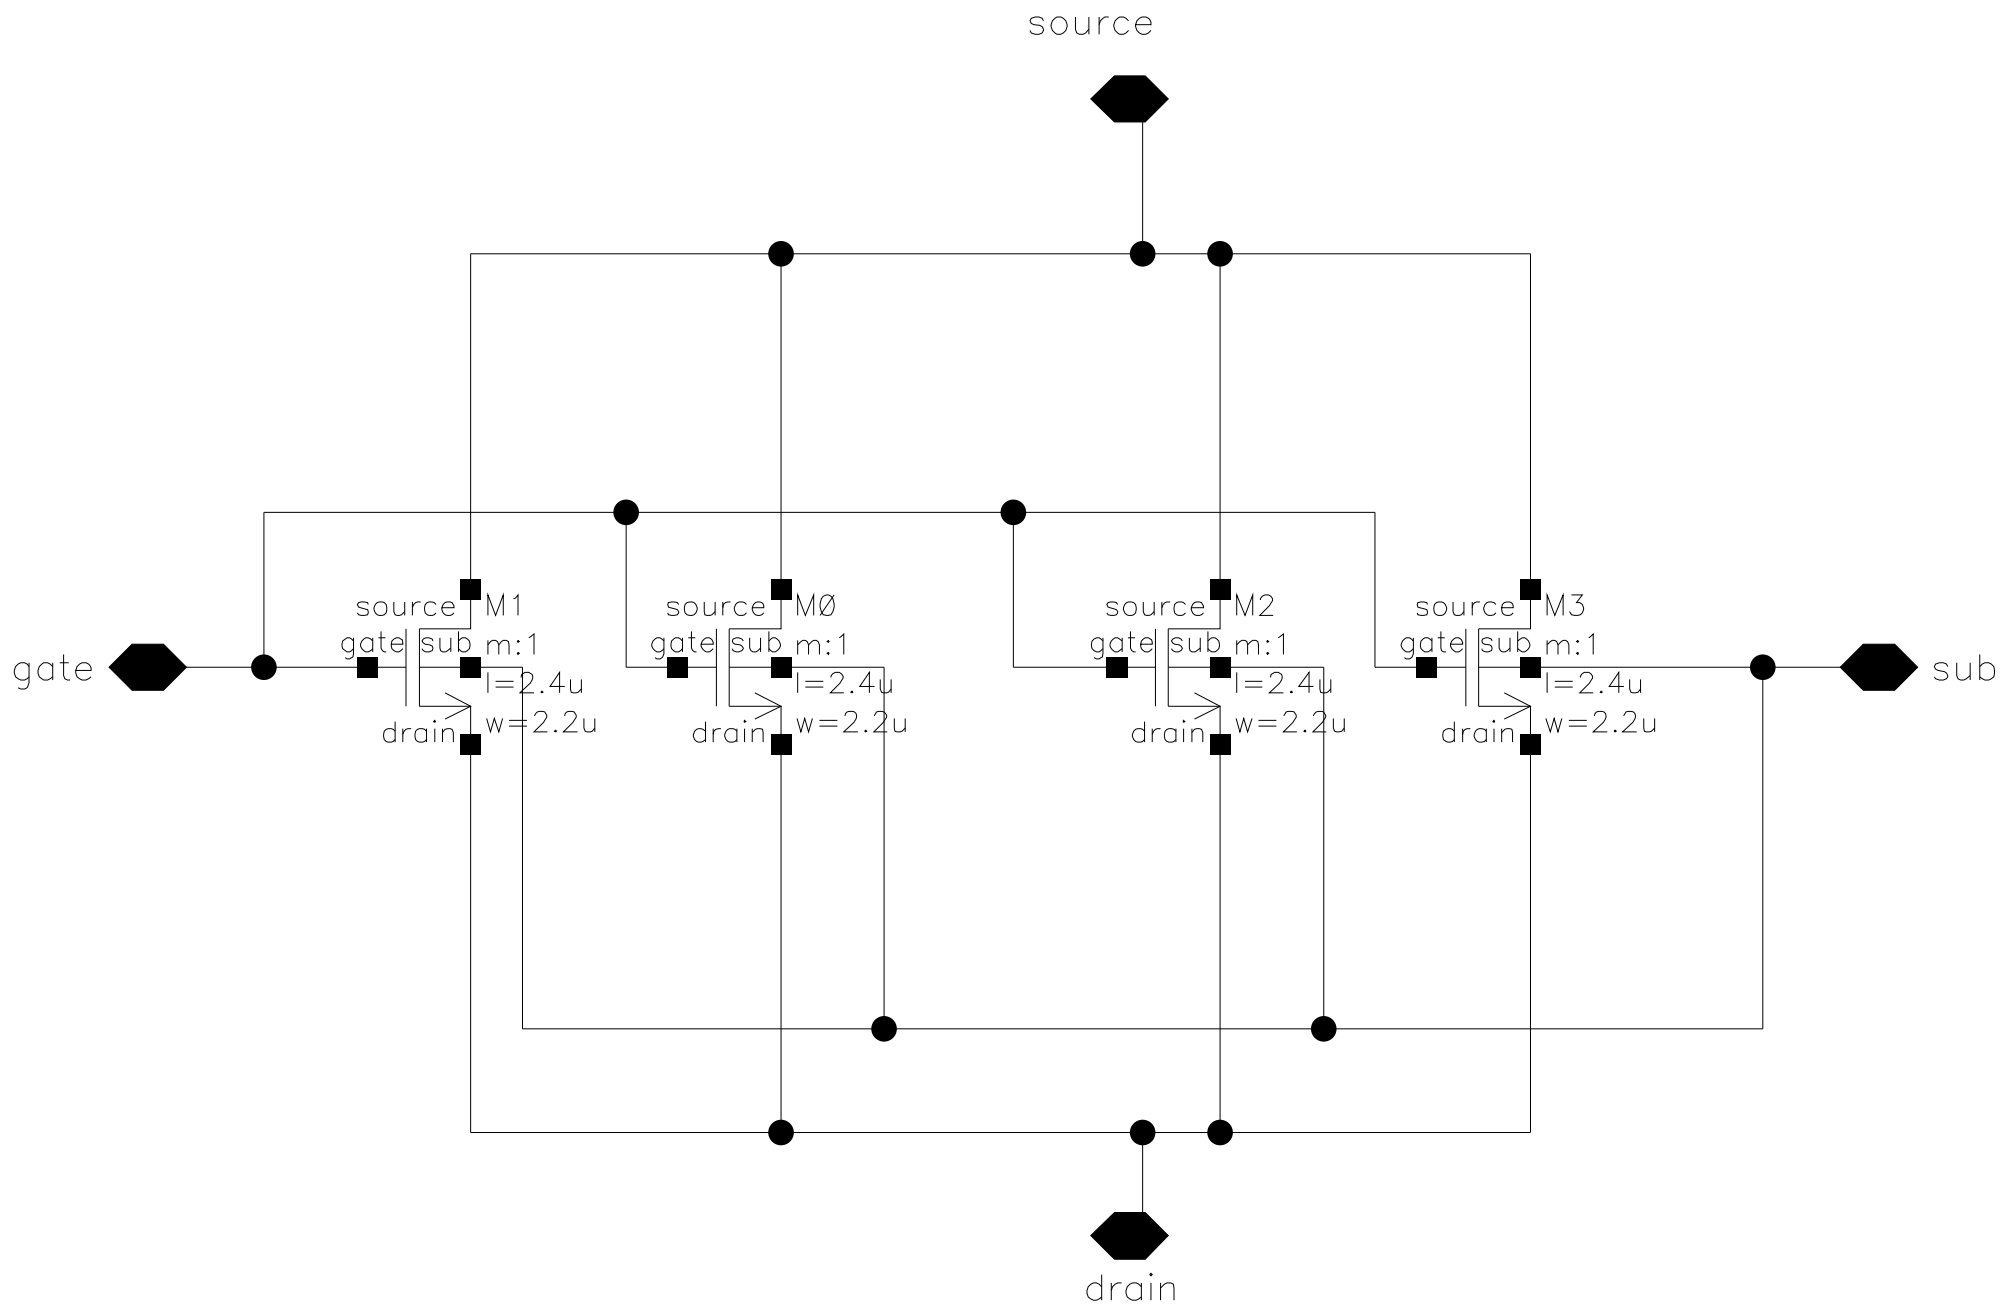 source
source M1
gate sub m:1
l=2.4u
w=2.2u
drain
source MØ
gate sub m:1
l=2.4u
w=2.2u
drain
source M2
gate sub m:1
l=2.4u
w=2.2u
drain
source M3
gate sub m:1
l=2.4u
w=2.2u
drain
gate
sub
drain